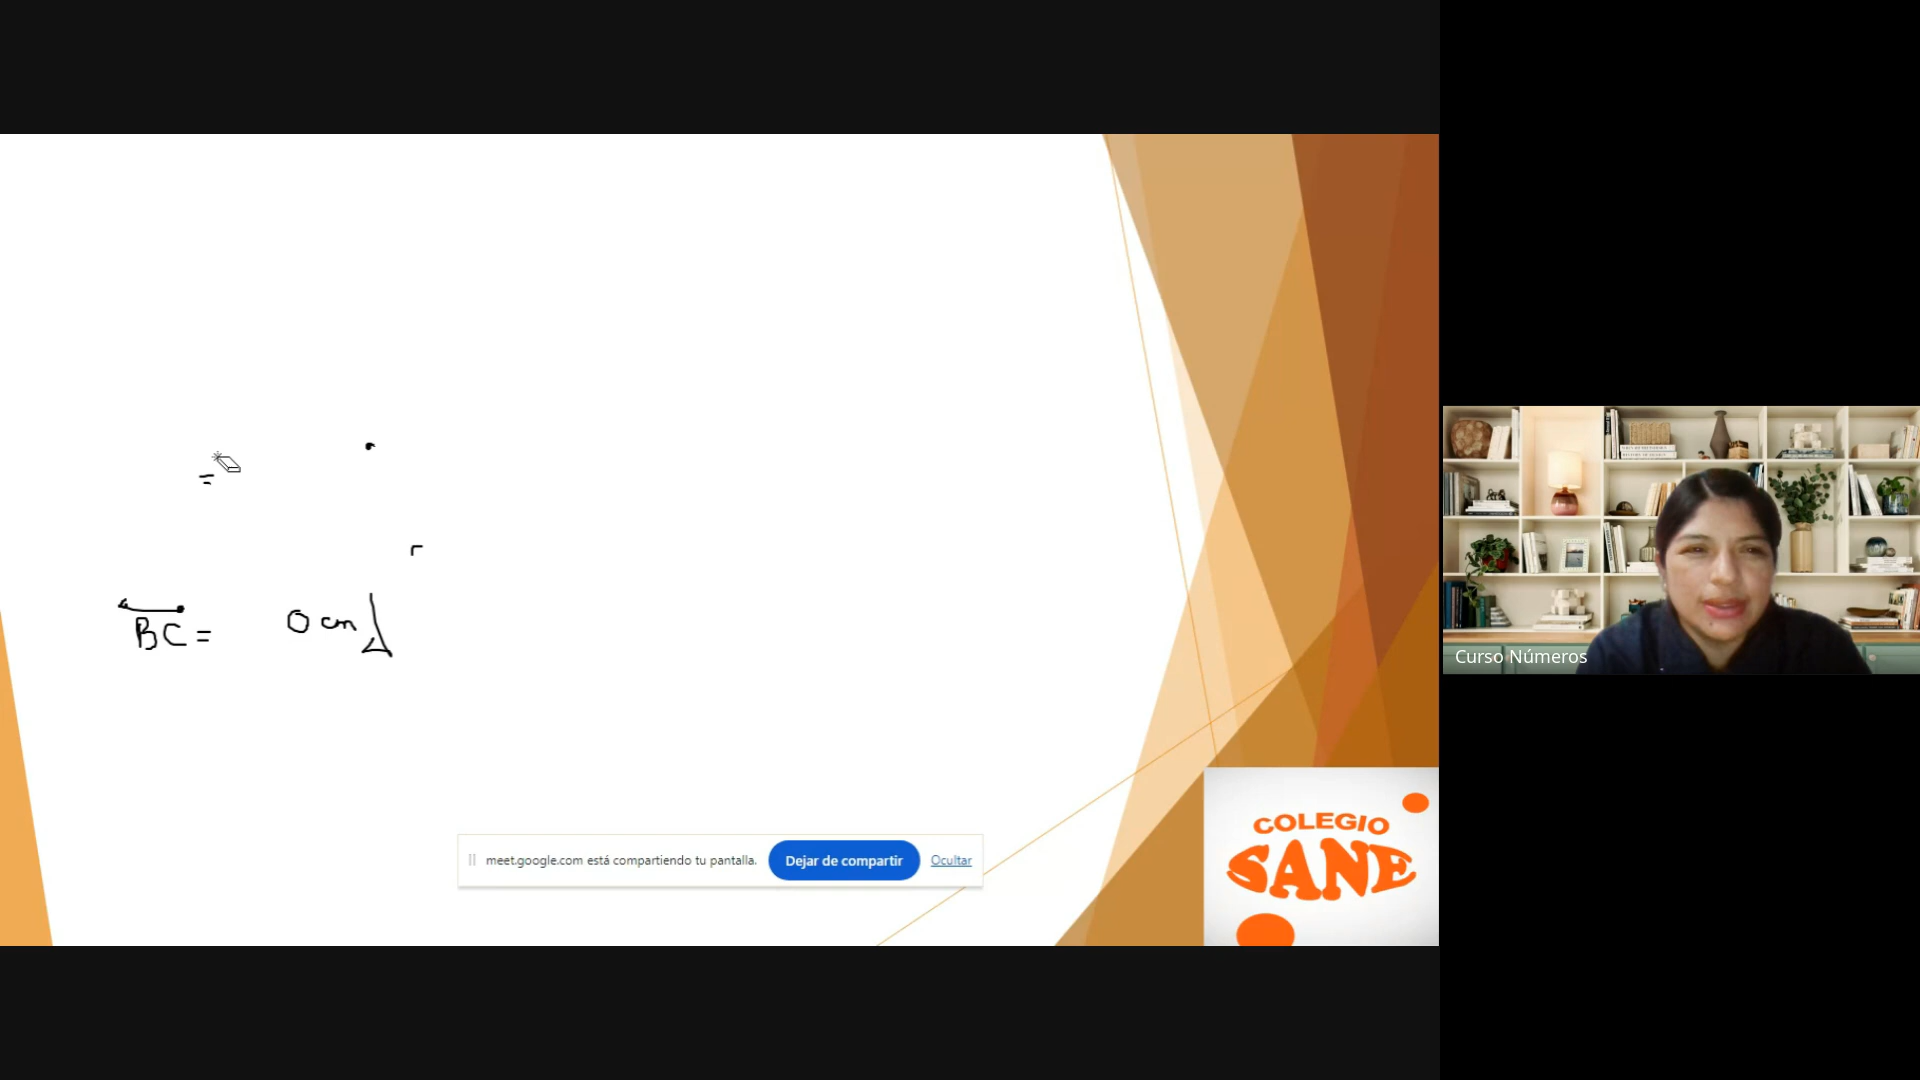 =
BC = 0 cm
meet.google.com está compartiendo tu pantalla. Dejar de compartir Ocultar
COLEGIO
SANE
Curso Números